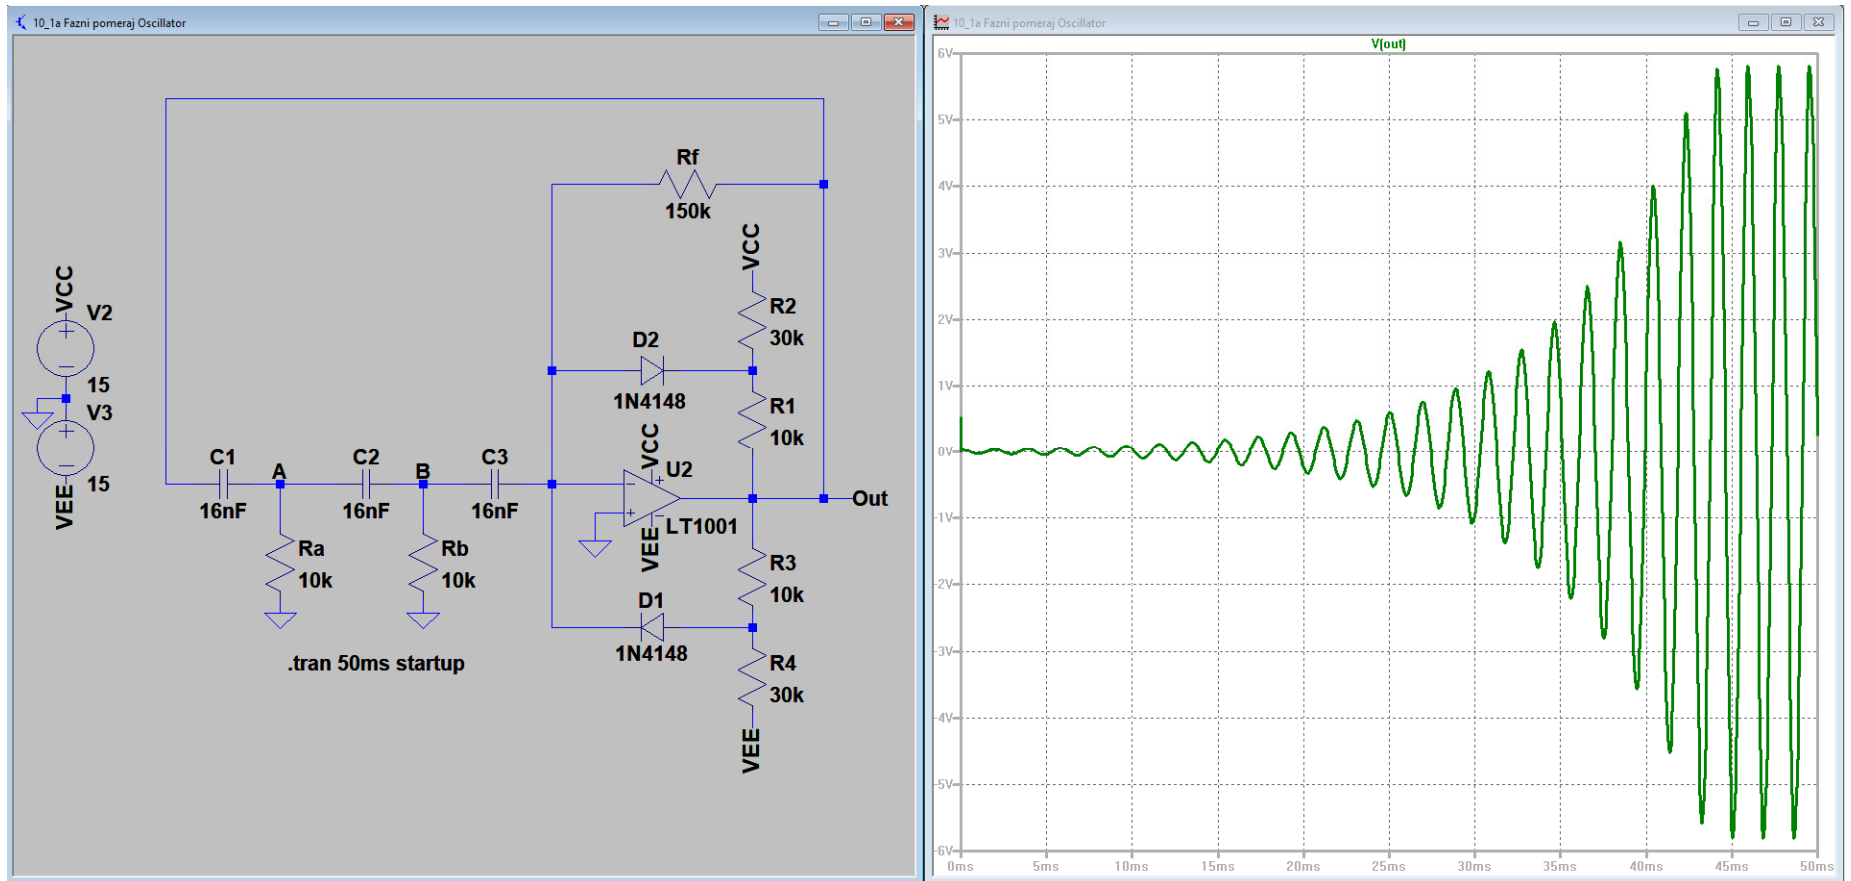 10_1a Fazni pomeraj Oscillator
Rf
150k
VCC
R2
30k
VCC
V2
15
V3
15
VEE
D2
1N4148
R1
10k
VCC
U2
LT1001
VEE
Out
C1
16nF
A
C2
16nF
B
C3
16nF
Ra
10k
Rb
10k
R3
10k
D1
1N4148
R4
30k
VEE
.tran 50ms startup
10_1a Fazni pomeraj Oscillator
V(out)
6V
5V
4V
3V
2V
1V
0V
-1V
-2V
-3V
-4V
-5V
-6V
0ms 5ms 10ms 15ms 20ms 25ms 30ms 35ms 40ms 45ms 50ms